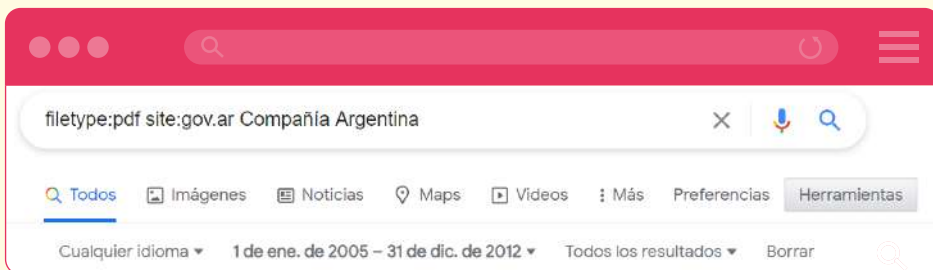 filetype:pdf site:gov.ar Compañía Argentina
Todos Imágenes Noticias Maps Videos Más Preferencias Herramientas
Cualquier idioma 1 de ene. de 2005 – 31 de dic. de 2012 Todos los resultados Borrar